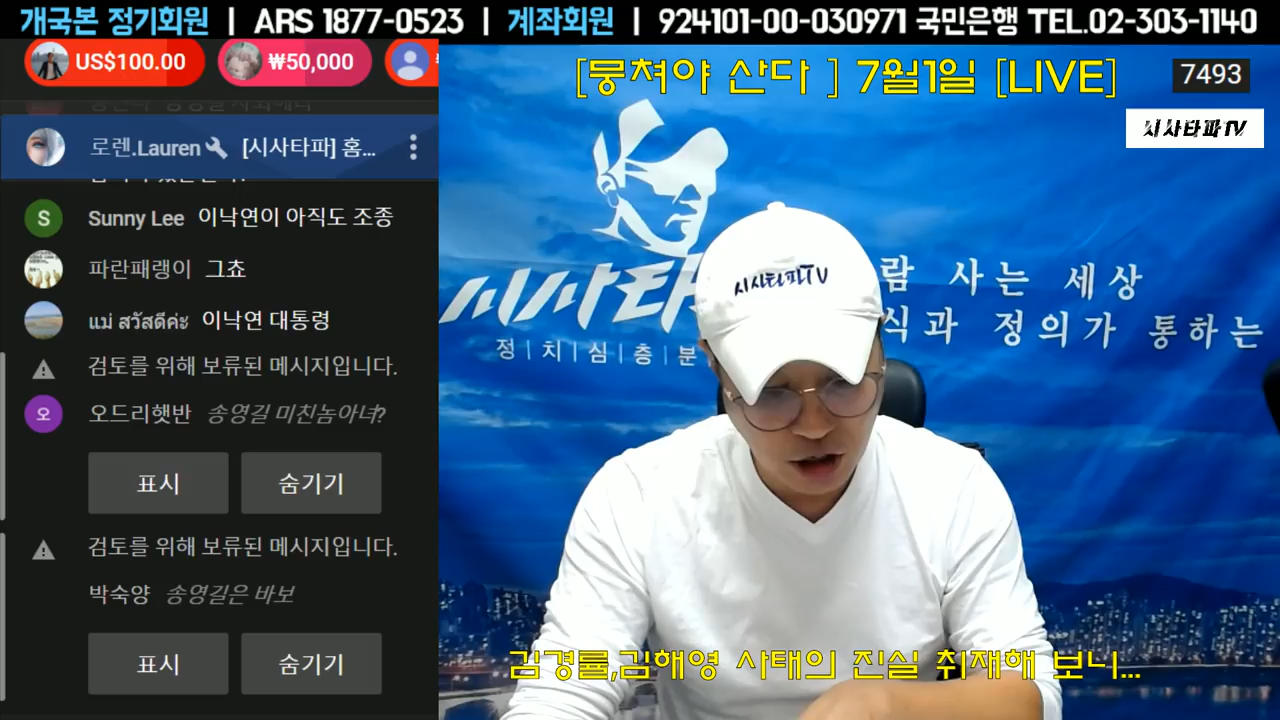 개국본 정기회원 | ARS 1877-0523 | 계좌회원 | 924101-00-030971 국민은행 TEL.02-303-1140
US$100.00 ₩50,000
로렌.Lauren [시사타파] 홈...
S Sunny Lee 이낙연이 아직도 조종
파란패랭이 그쵸
แม่ สวัสดีค่ะ 이낙연 대통령
검토를 위해 보류된 메시지입니다.
오 오드리햇반 송영길 미친놈아녀?
표시 숨기기
검토를 위해 보류된 메시지입니다.
박숙양 송영길은 바보
표시 숨기기
[뭉쳐야 산다 ] 7월1일 [LIVE]
7493
시사타파TV
시사타
정|치|심|층|분
시사타파TV
람 사는 세상
식과 정의가 통하는
김경률,김해영 사태의 진실 취재해 보니...